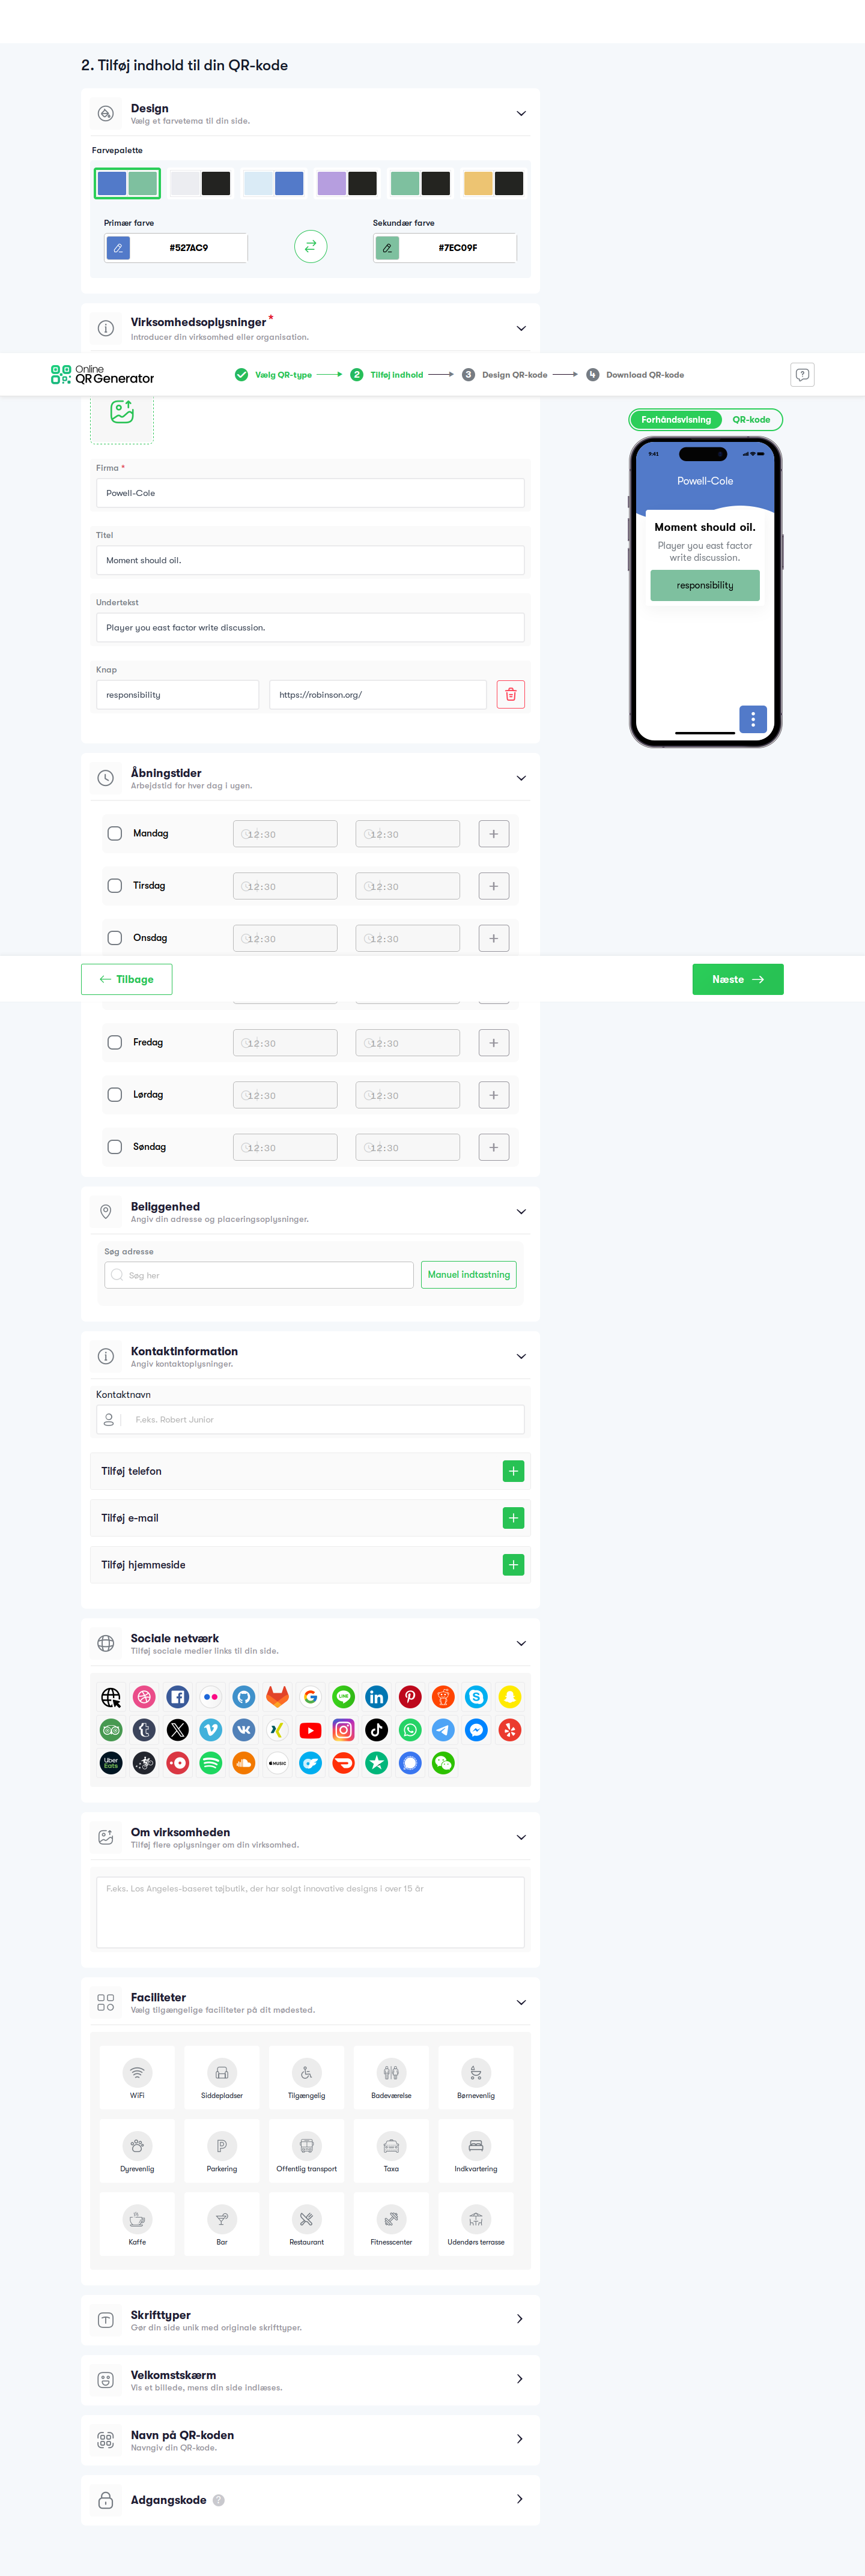 2. Tilføj indhold til din QR-kode
Design
Vælg et farvetema til din side.
Farvepalette
Primær farve
Sekundær farve
#527AC9
#7EC09F
Virksomhedsoplysninger *
Introducer din virksomhed eller organisation.
Online
QR Generator
Vælg QR-type
2 Tilføj indhold
3 Design QR-kode
4 Download QR-kode
Forhåndsvisning
QR-kode
9:41
Powell-Cole
Moment should oil.
Player you east factor
write discussion.
responsibility
Firma *
Powell-Cole
Titel
Moment should oil.
Undertekst
Player you east factor write discussion.
Knap
responsibility
https://robinson.org/
Åbningstider
Arbejdstid for hver dag i ugen.
Mandag 12:30 12:30
Tirsdag 12:30 12:30
Onsdag 12:30 12:30
Tilbage
Næste
Fredag 12:30 12:30
Lørdag 12:30 12:30
Søndag 12:30 12:30
Beliggenhed
Angiv din adresse og placeringsoplysninger.
Søg adresse
Søg her
Manuel indtastning
Kontaktinformation
Angiv kontaktoplysninger.
Kontaktnavn
F.eks. Robert Junior
Tilføj telefon
Tilføj e-mail
Tilføj hjemmeside
Sociale netværk
Tilføj sociale medier links til din side.
LINE
Uber
Eats
MUSIC
Om virksomheden
Tilføj flere oplysninger om din virksomhed.
F.eks. Los Angeles-baseret tøjbutik, der har solgt innovative designs i over 15 år
Faciliteter
Vælg tilgængelige faciliteter på dit mødested.
WiFi
Siddepladser
Tilgængelig
Badeværelse
Børnevenlig
Dyrevenlig
Parkering
Offentlig transport
Taxa
Indkvartering
Kaffe
Bar
Restaurant
Fitnesscenter
Udendørs terrasse
Skrifttyper
Gør din side unik med originale skrifttyper.
Velkomstskærm
Vis et billede, mens din side indlæses.
Navn på QR-koden
Navngiv din QR-kode.
Adgangskode ?